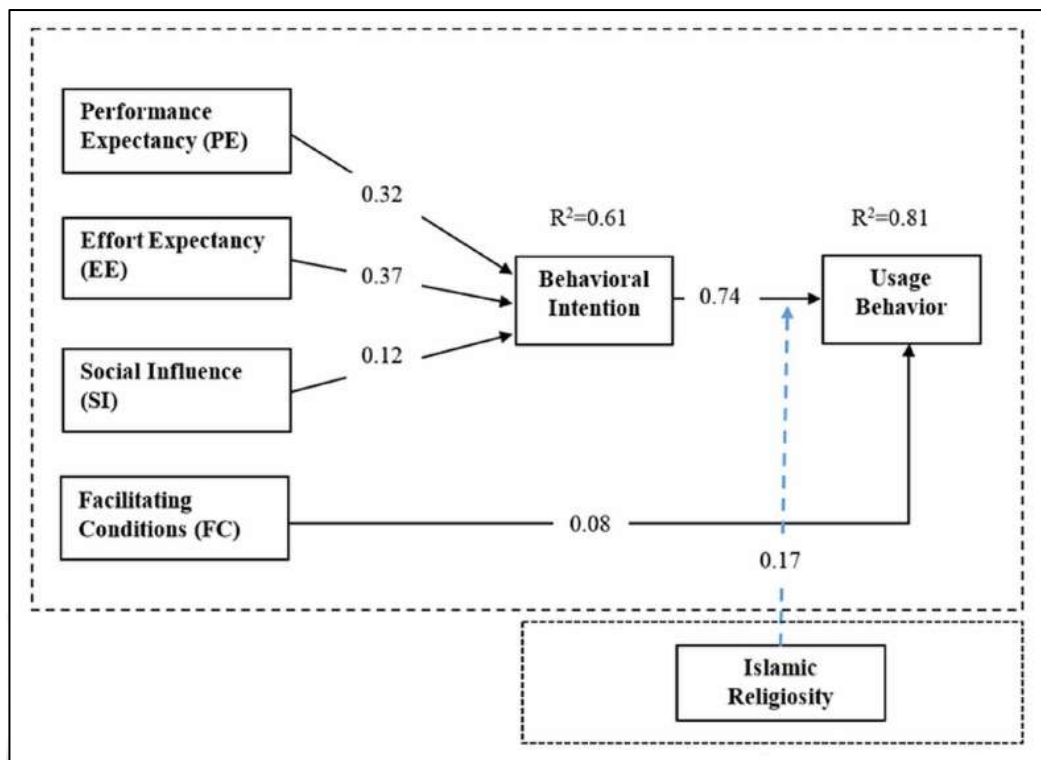 Performance
Expectancy (PE)
0.32
R²=0.61
R²=0.81
Effort Expectancy
(EE)
0.37
Behavioral
Intention
0.74
Usage
Behavior
0.12
Social Influence
(SI)
Facilitating
Conditions (FC)
0.08
0.17
Islamic
Religiosity